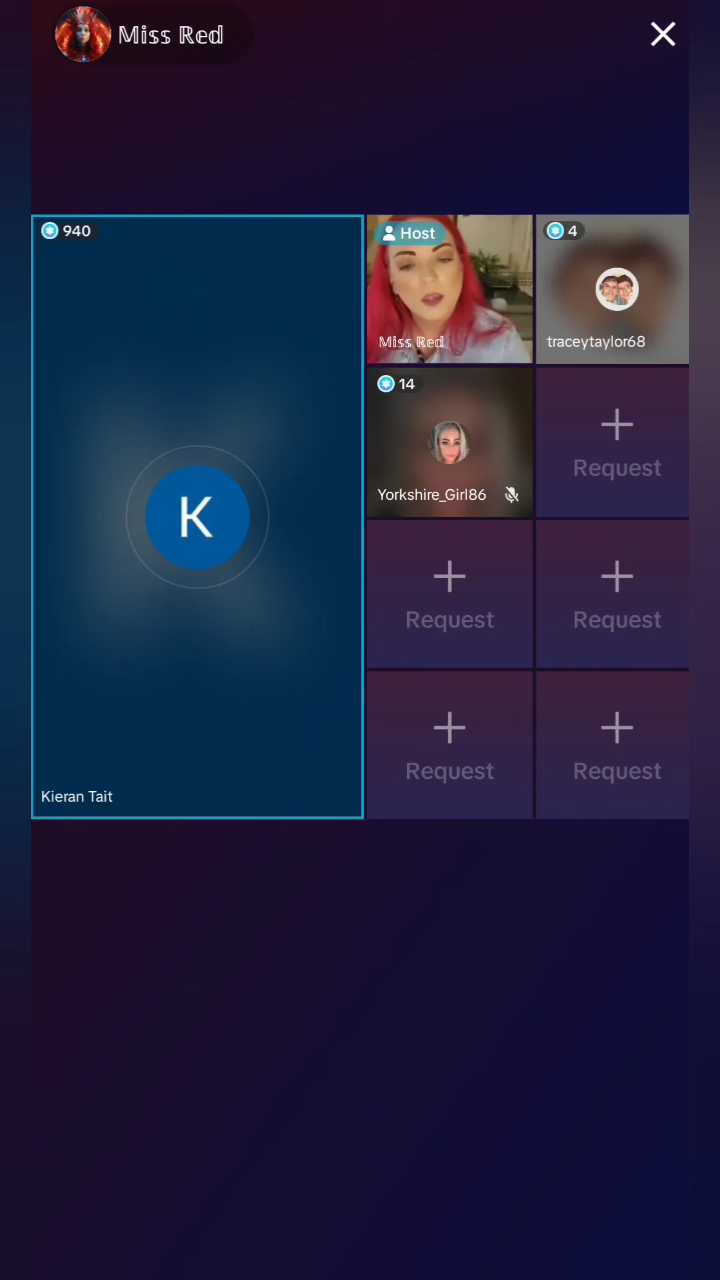 Miss Red
940
K
Kieran Tait
Host
Miss Red
4
traceytaylor68
14
Yorkshire_Girl86
Request
Request
Request
Request
Request